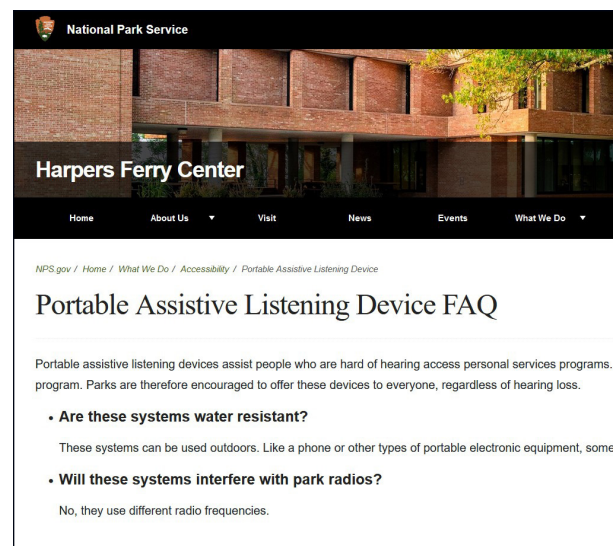 National Park Service
Harpers Ferry Center
Home About Us ▼ Visit News Events What We Do ▼
NPS.gov / Home / What We Do / Accessibility / Portable Assistive Listening Device
Portable Assistive Listening Device FAQ
Portable assistive listening devices assist people who are hard of hearing access personal services programs.
program. Parks are therefore encouraged to offer these devices to everyone, regardless of hearing loss.
• Are these systems water resistant?
These systems can be used outdoors. Like a phone or other types of portable electronic equipment, some
• Will these systems interfere with park radios?
No, they use different radio frequencies.